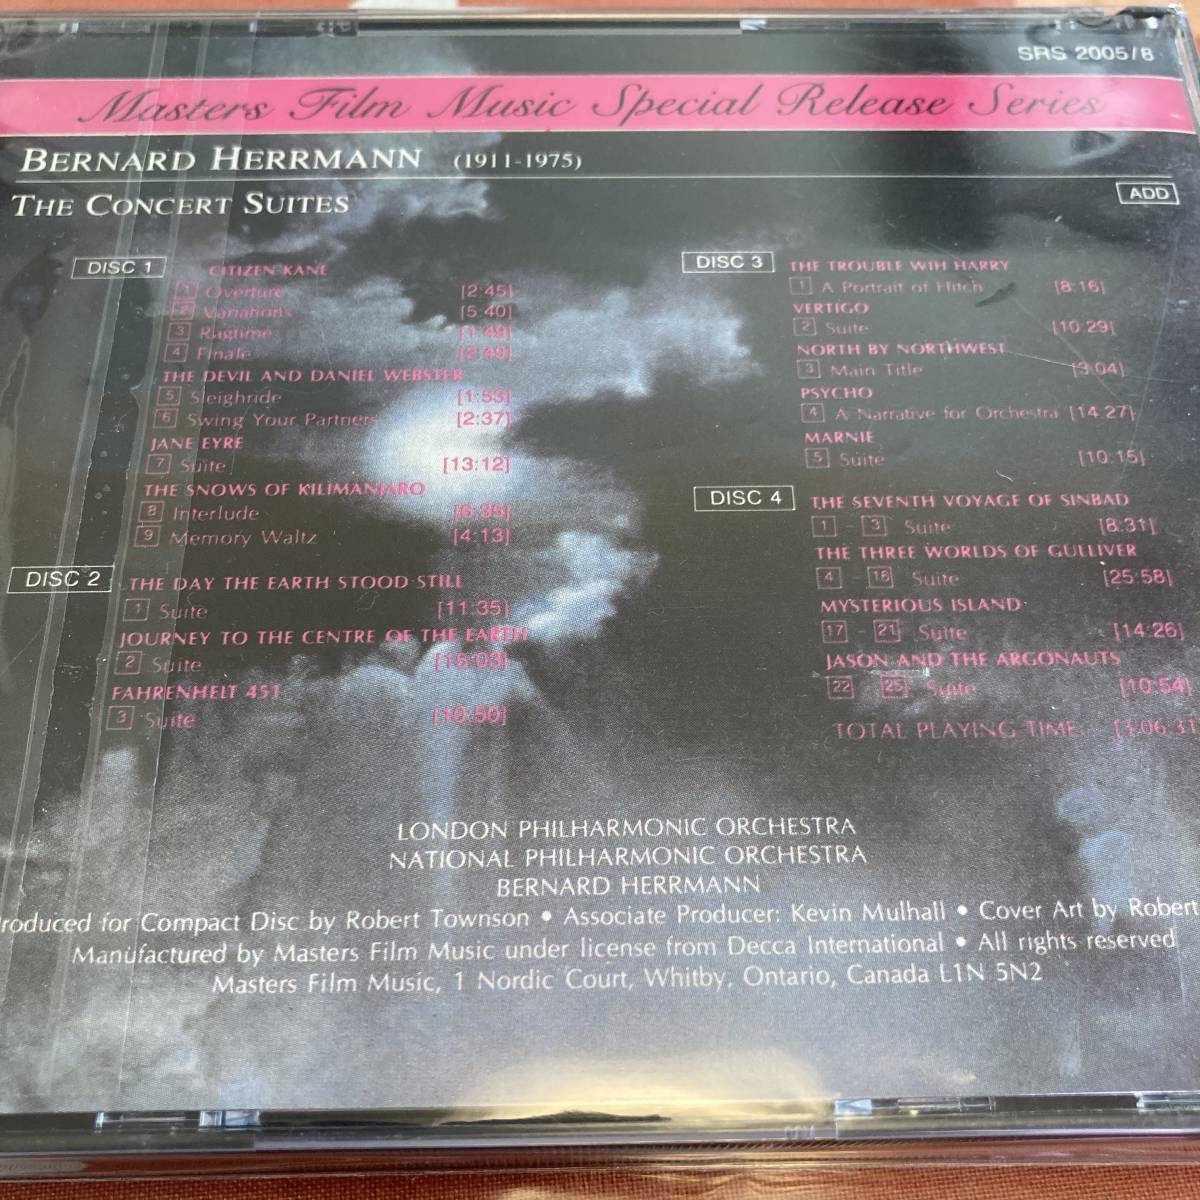 SRS 2005/8
Masters Film Music Special Release Series
BERNARD HERRMANN (1911-1975)
THE CONCERT SUITES
ADD
DISC 1 CITIZEN KANE
1 Overture [2:45]
2 Variations [5:40]
3 Ragtime [1:49]
4 Finale [2:49]
THE DEVIL AND DANIEL WEBSTER
5 Sleighride [1:53]
6 Swing Your Partners [2:37]
JANE EYRE
7 Suite [13:12]
THE SNOWS OF KILIMANJARO
8 Interlude [6:35]
9 Memory Waltz [4:13]
DISC 2 THE DAY THE EARTH STOOD STILL
1 Suite [11:35]
JOURNEY TO THE CENTRE OF THE EARTH
2 Suite [15:03]
FAHRENHEIT 451
3 Suite [10:50]
DISC 3 THE TROUBLE WIH HARRY
1 A Portrait of Hitch [8:16]
VERTIGO
2 Suite [10:29]
NORTH BY NORTHWEST
3 Main Title [3:04]
PSYCHO
4 A Narrative for Orchestra [14:27]
MARNIE
5 Suite [10:15]
DISC 4 THE SEVENTH VOYAGE OF SINBAD
1 - 3 Suite [8:31]
THE THREE WORLDS OF GULLIVER
4 - 16 Suite [25:58]
MYSTERIOUS ISLAND
17 - 21 Suite [14:26]
JASON AND THE ARGONAUTS
22 - 25 Suite [10:54]
TOTAL PLAYING TIME
LONDON PHILHARMONIC ORCHESTRA
NATIONAL PHILHARMONIC ORCHESTRA
BERNARD HERRMANN
roduced for Compact Disc by Robert Townson • Associate Producer: Kevin Mulhall • Cover Art by Robert
Manufactured by Masters Film Music under license from Decca International • All rights reserved
Masters Film Music, 1 Nordic Court, Whitby, Ontario, Canada L1N 5N2